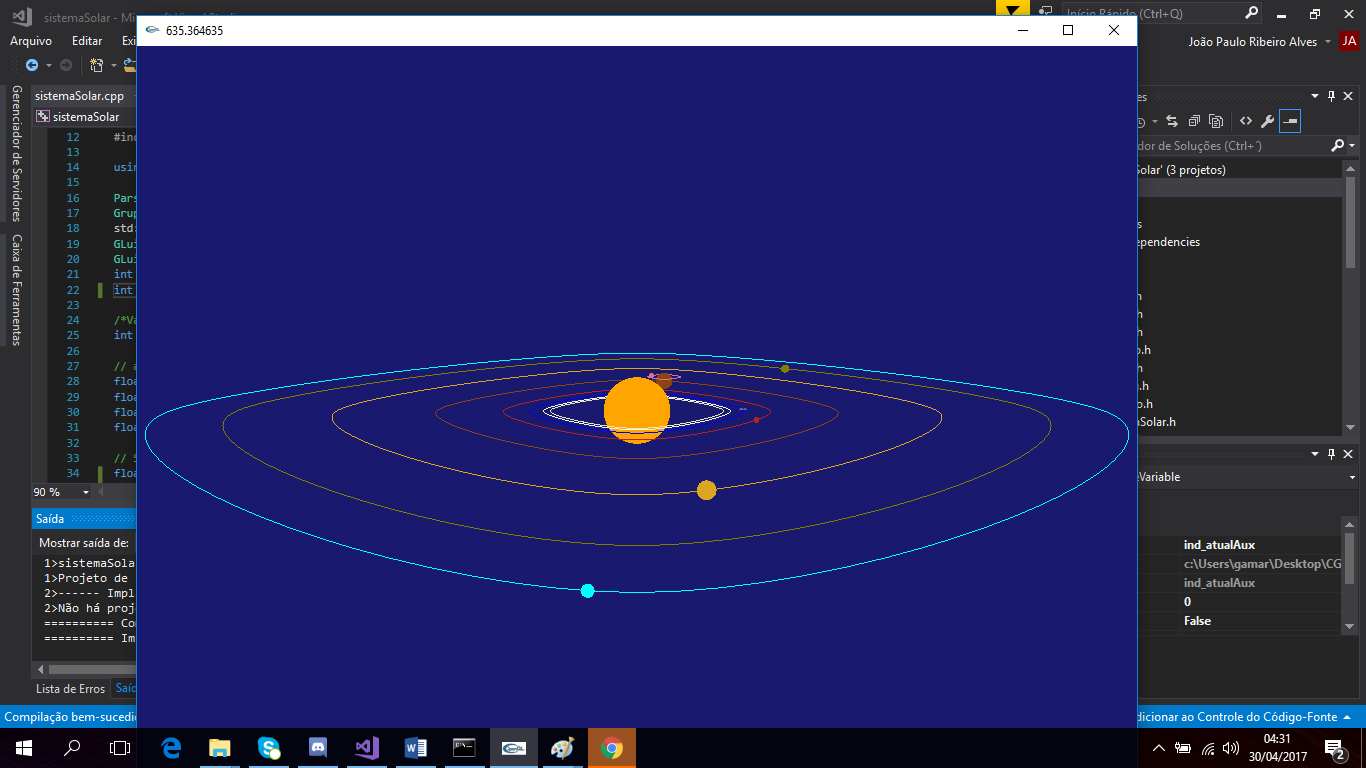 sistemaSolar - Mi
635.364635
Início Rápido (Ctrl+Q)
Arquivo Editar Exi
João Paulo Ribeiro Alves JA
Gerenciador de Servidores
Caixa de Ferramentas
sistemaSolar.cpp
sistemaSolar
12 #inc
13
14 usin
15
16 Pars
17 Grup
18 std:
19 GLui
20 GLui
21 int
22 int
23
24 /*Va
25 int
26
27 // a
28 floa
29 floa
30 floa
31 floa
32
33 // S
34 floa
90 %
Saída
Mostrar saída de:
1>sistemaSola
1>Projeto de
2>------ Impl
2>Não há proj
========== Co
========== Im
Lista de Erros Saíd
Compilação bem-sucedi
es
dor de Soluções (Ctrl+´)
Solar' (3 projetos)
s
ependencies
.h
.h
.h
o.h
.h
.h
o.h
aSolar.h
eVariable
ind_atualAux
c:\Users\gamar\Desktop\CG
ind_atualAux
0
False
dicionar ao Controle do Código-Fonte
04:31
30/04/2017
2